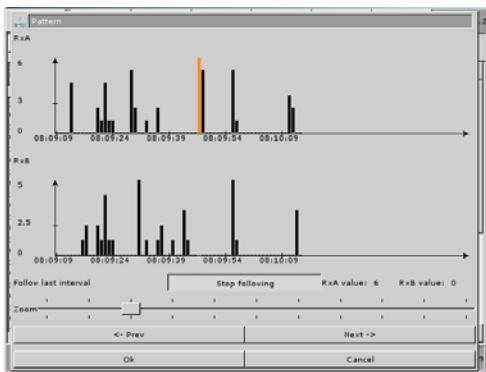 Pattern
RxA
6
3
0
08:09:09 08:09:24 08:09:39 08:09:54 08:10:09
RxB
5
2.5
0
08:09:09 08:09:24 08:09:39 08:09:54 08:10:09
Follow last interval Stop following RxA value: 6 RxB value: 0
Zoom
<- Prev Next ->
Ok Cancel